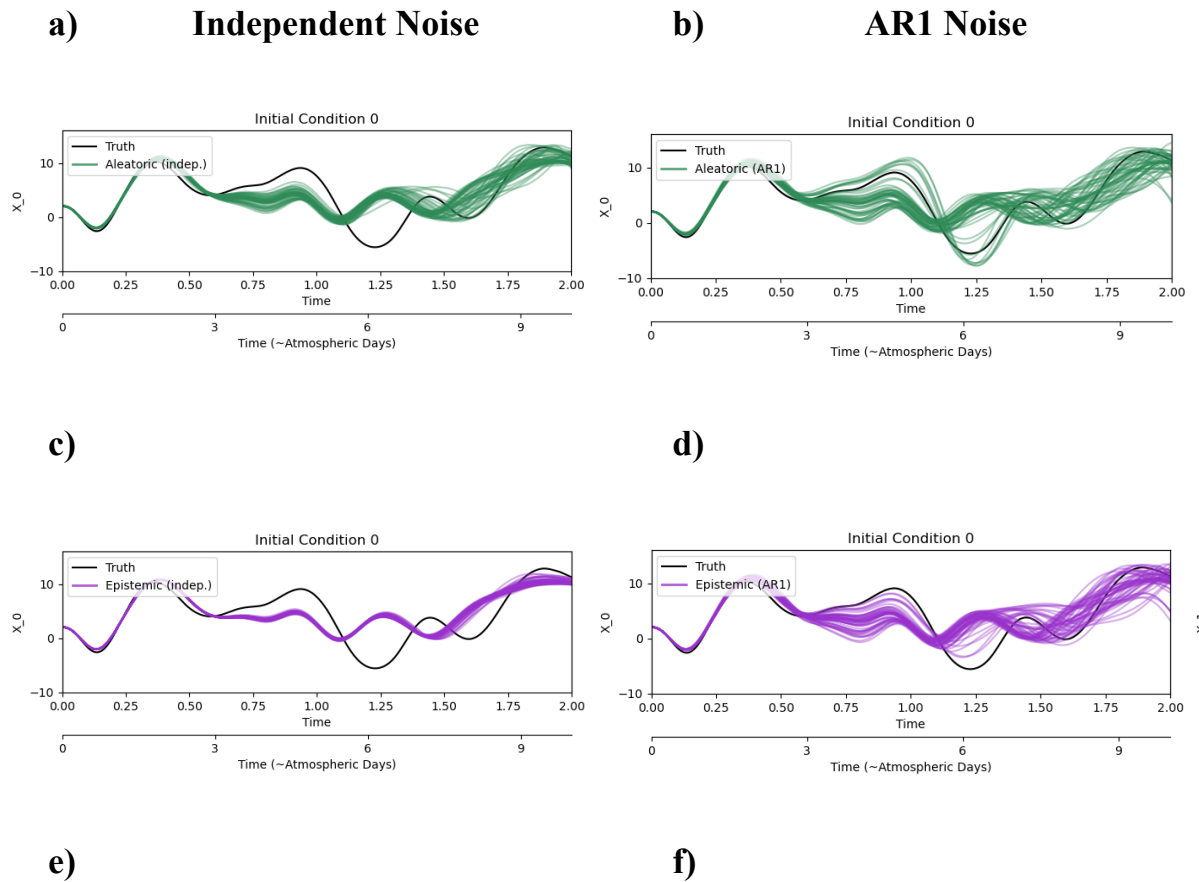 a) Independent Noise
b) AR1 Noise
Initial Condition 0
Truth
Aleatoric (indep.)
X_0
10
0
−10
0.00 0.25 0.50 0.75 1.00 1.25 1.50 1.75 2.00
Time
0 3 6 9
Time (~Atmospheric Days)
Initial Condition 0
Truth
Aleatoric (AR1)
X_0
10
0
−10
0.00 0.25 0.50 0.75 1.00 1.25 1.50 1.75 2.00
Time
0 3 6 9
Time (~Atmospheric Days)
c)
d)
Initial Condition 0
Truth
Epistemic (indep.)
X_0
10
0
−10
0.00 0.25 0.50 0.75 1.00 1.25 1.50 1.75 2.00
Time
0 3 6 9
Time (~Atmospheric Days)
Initial Condition 0
Truth
Epistemic (AR1)
X_0
10
0
−10
0.00 0.25 0.50 0.75 1.00 1.25 1.50 1.75 2.00
Time
0 3 6 9
Time (~Atmospheric Days)
e)
f)